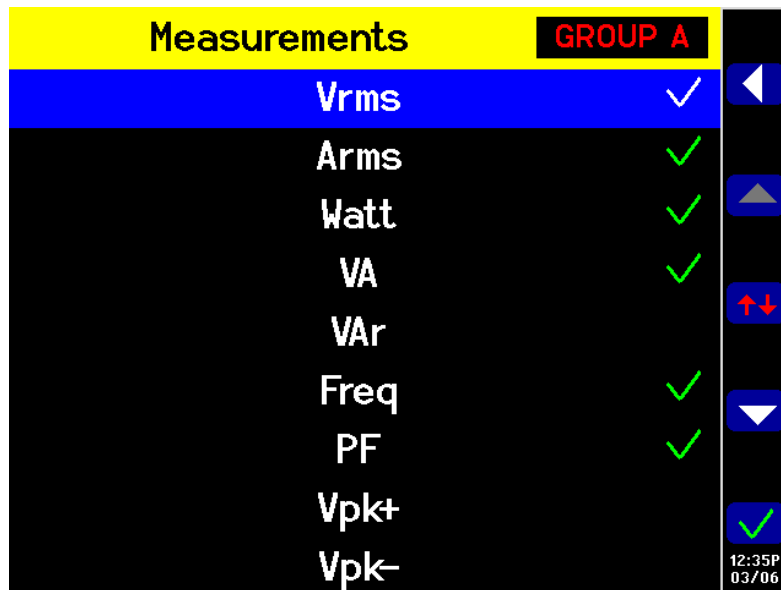 Measurements GROUP A
Vrms
Arms
Watt
VA
VAr
Freq
PF
Vpk+
Vpk-
12:35P
03/06